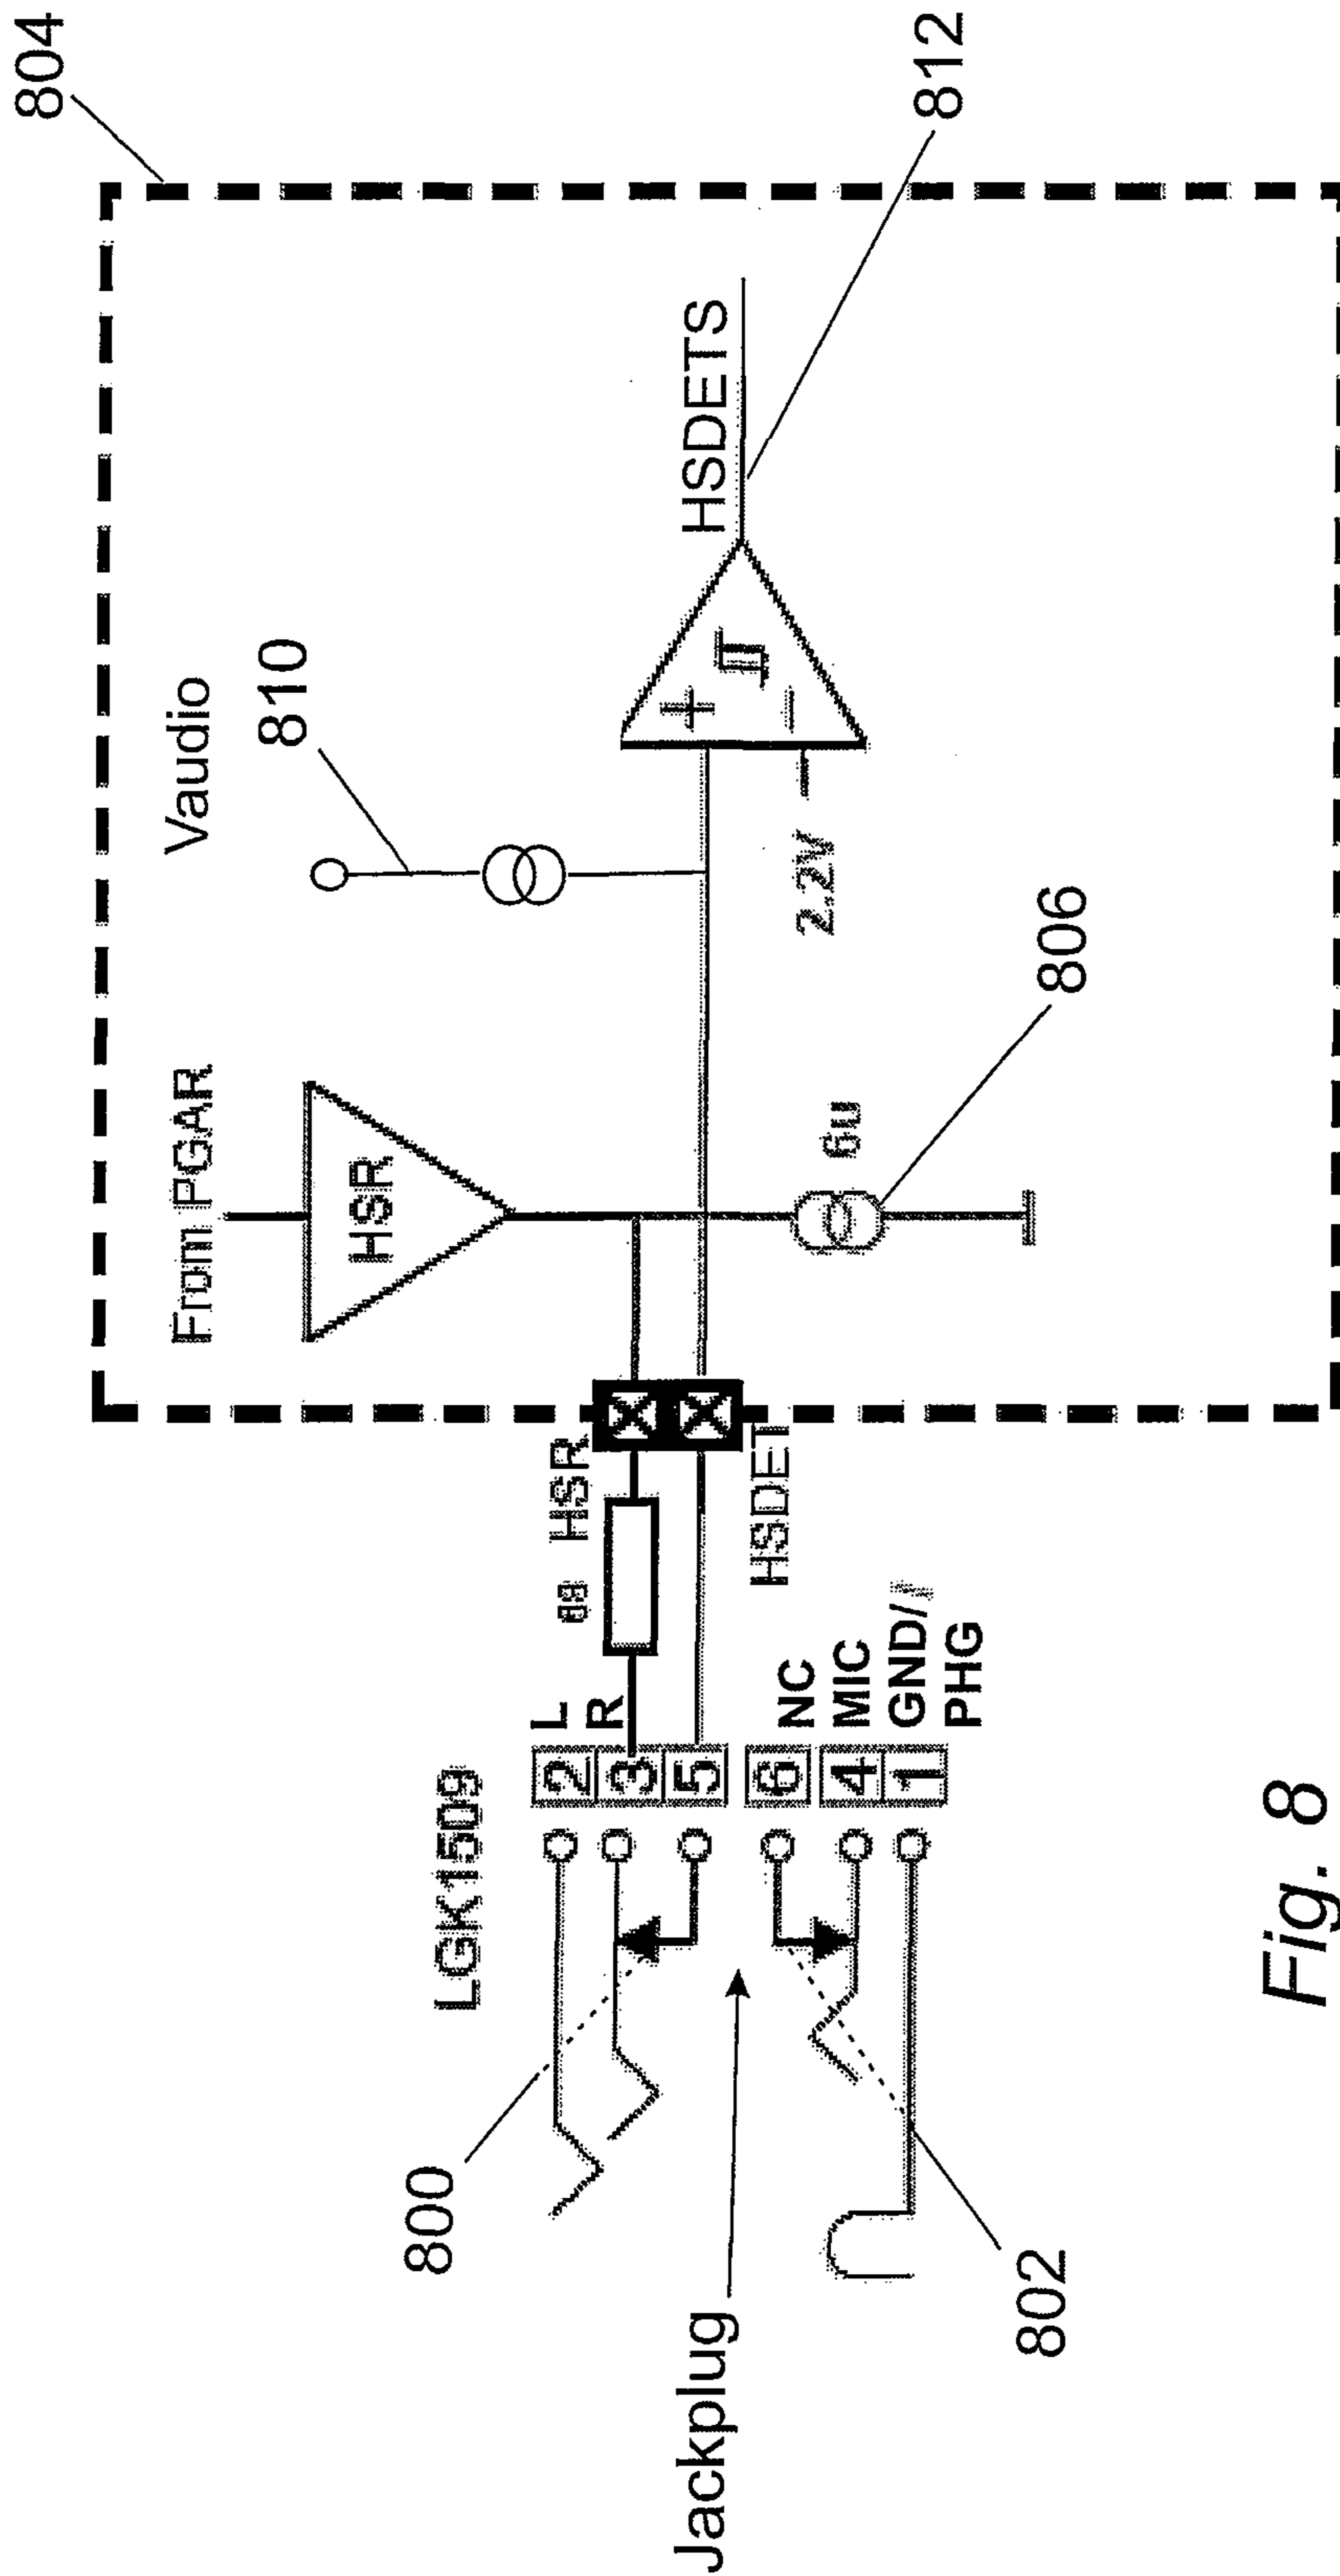 804
Vaudio
810
From PGAR
HSR
HSDETS
812
+
−
2.2V
6u
806
LGK1509
L
R
HSR
HSDET
2
3
5
6
4
1
NC
MIC
GND/
PHG
800
802
Jackplug
Fig. 8